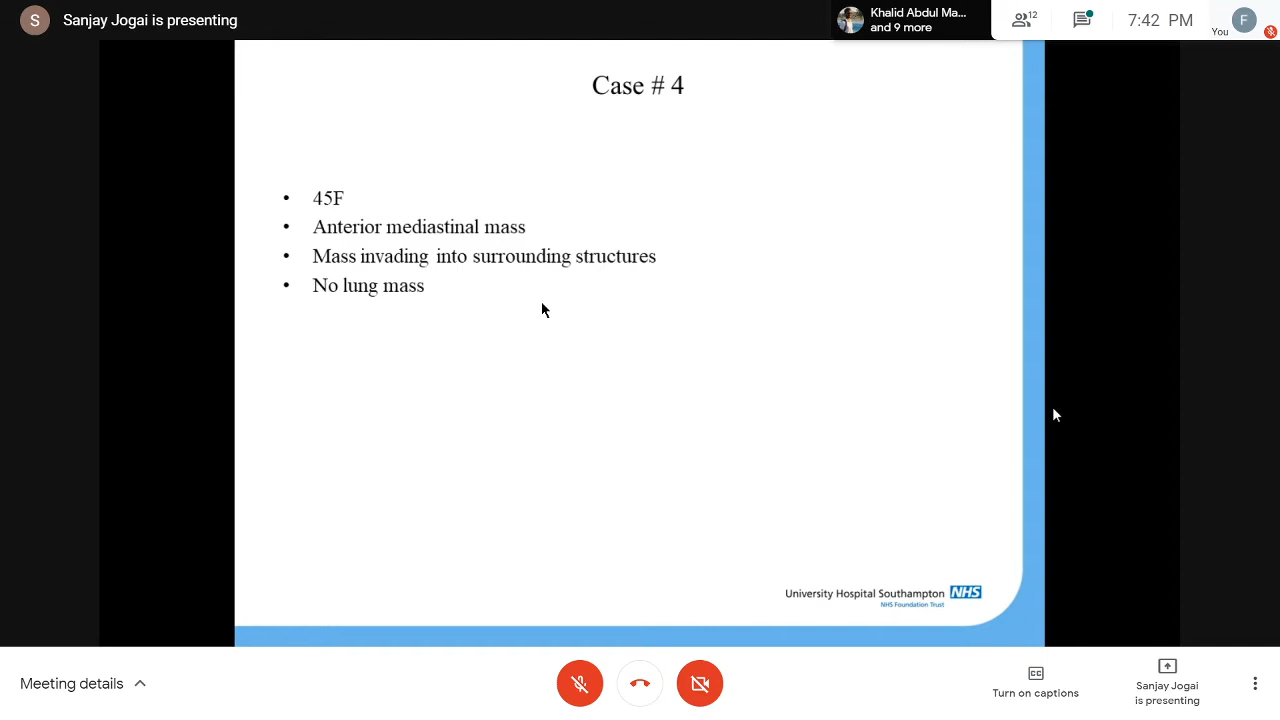 S
Sanjay Jogai is presenting
Khalid Abdul Ma...
and 9 more
12
7:42 PM
You
F
Case # 4
• 45F
• Anterior mediastinal mass
• Mass invading into surrounding structures
• No lung mass
University Hospital Southampton NHS
NHS Foundation Trust
Meeting details
CC
Turn on captions
Sanjay Jogai
is presenting